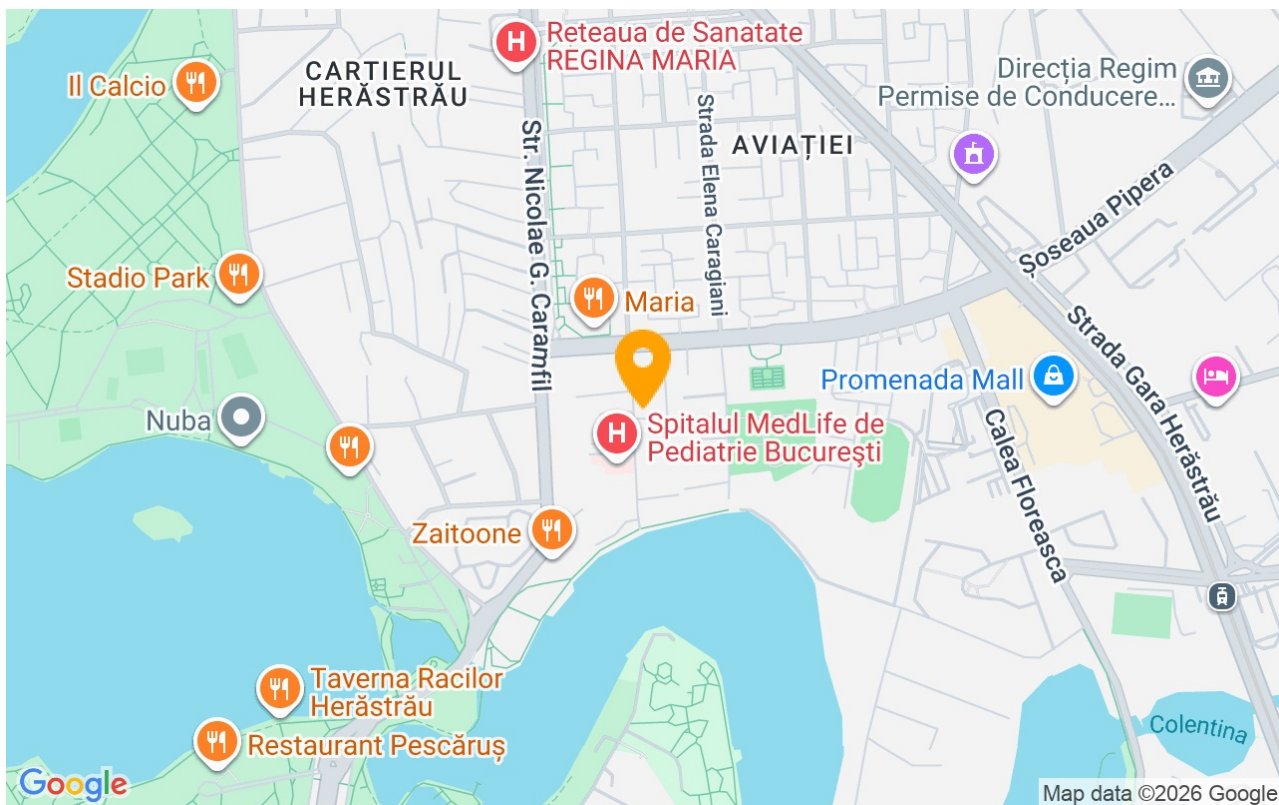 Reteaua de Sanatate
REGINA MARIA
Il Calcio
CARTIERUL
HERĂSTRĂU
Direcția Regim
Permise de Conducere…
Strada Elena Caragiani
AVIAȚIEI
Str. Nicolae G. Caramfil
Șoseaua Pipera
Stadio Park
Maria
Strada Gara Herăstrău
Promenada Mall
Nuba
Spitalul MedLife de
Pediatrie Bucureşti
Calea Floreasca
Zaitoone
Taverna Racilor
Herăstrău
Restaurant Pescăruș
Colentina
Google
Map data ©2026 Google